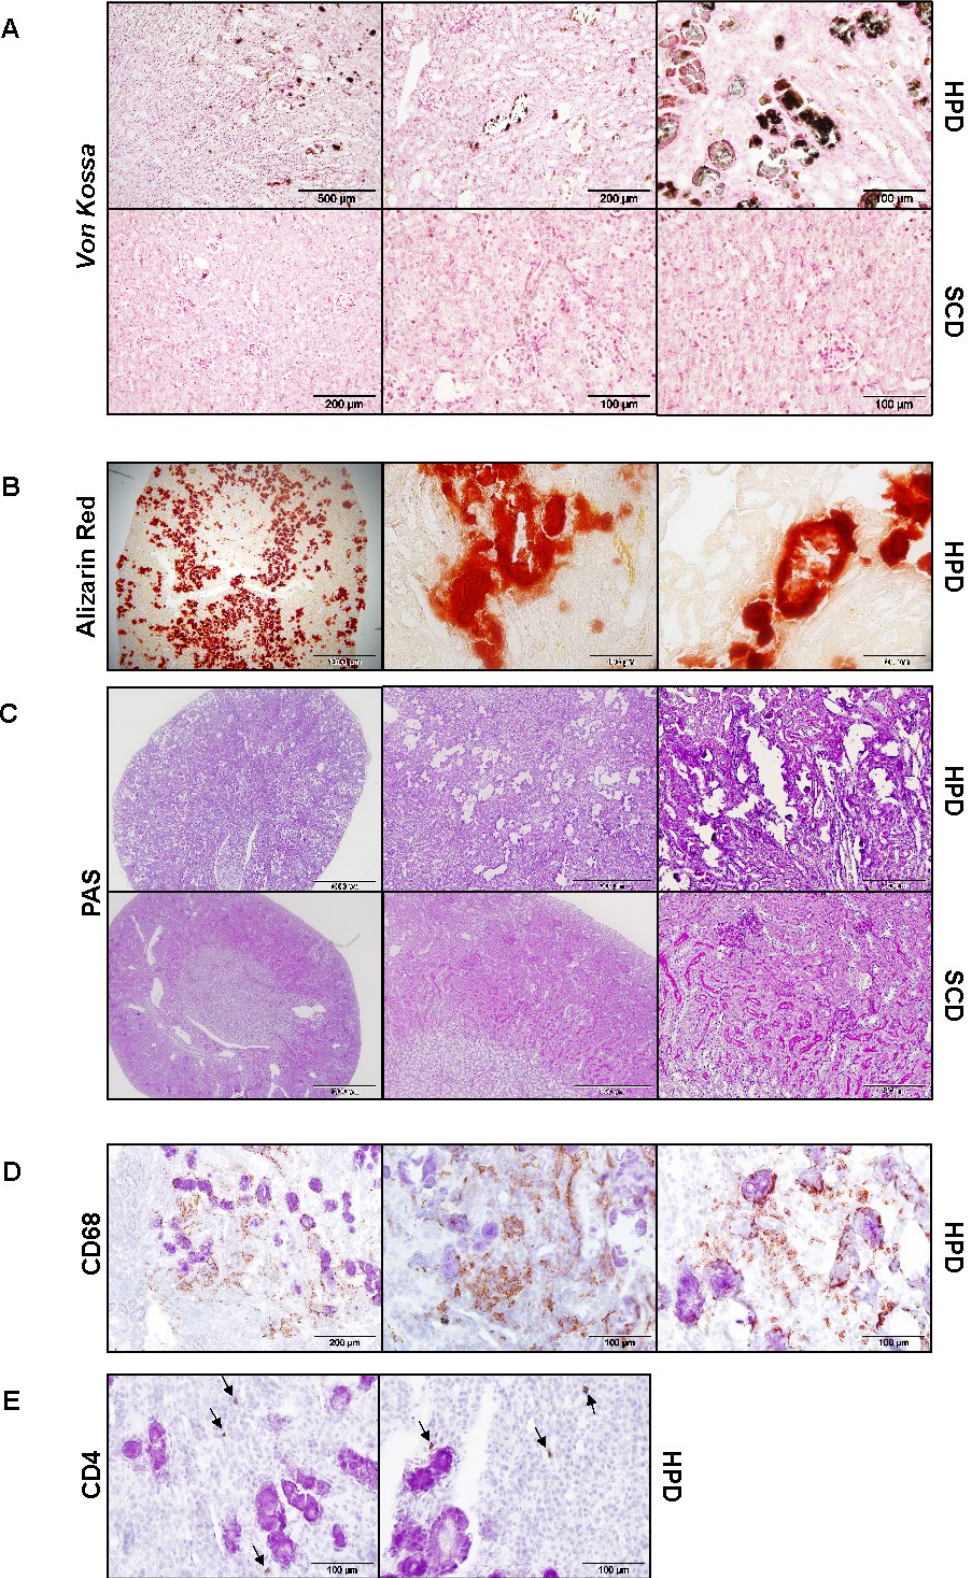 A
Von Kossa
HPD
500 µm
200 µm
100 µm
SCD
200 µm
100 µm
100 µm
B
Alizarin Red
HPD
C
PAS
HPD
SCD
D
CD68
HPD
200 µm
100 µm
100 µm
E
CD4
HPD
100 µm
100 µm